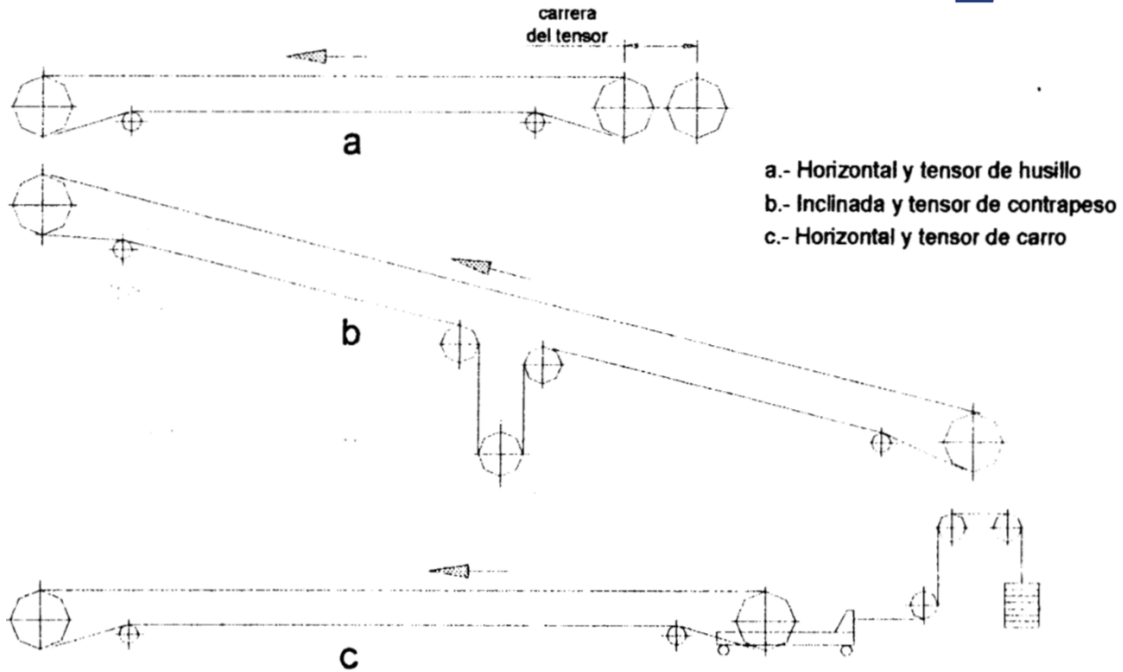 carrera
del tensor
a
a.- Horizontal y tensor de husillo
b.- Inclinada y tensor de contrapeso
c.- Horizontal y tensor de carro
b
c